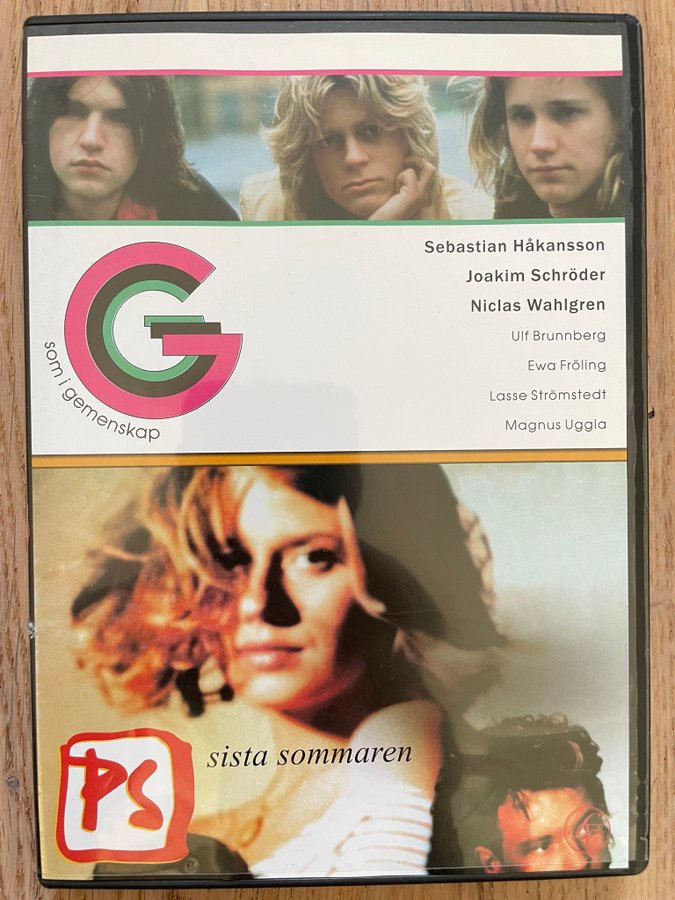 Sebastian Håkansson
Joakim Schröder
Niclas Wahlgren
Ulf Brunnberg
Ewa Fröling
Lasse Strömstedt
Magnus Uggla
G
som i gemenskap
PS
sista sommaren